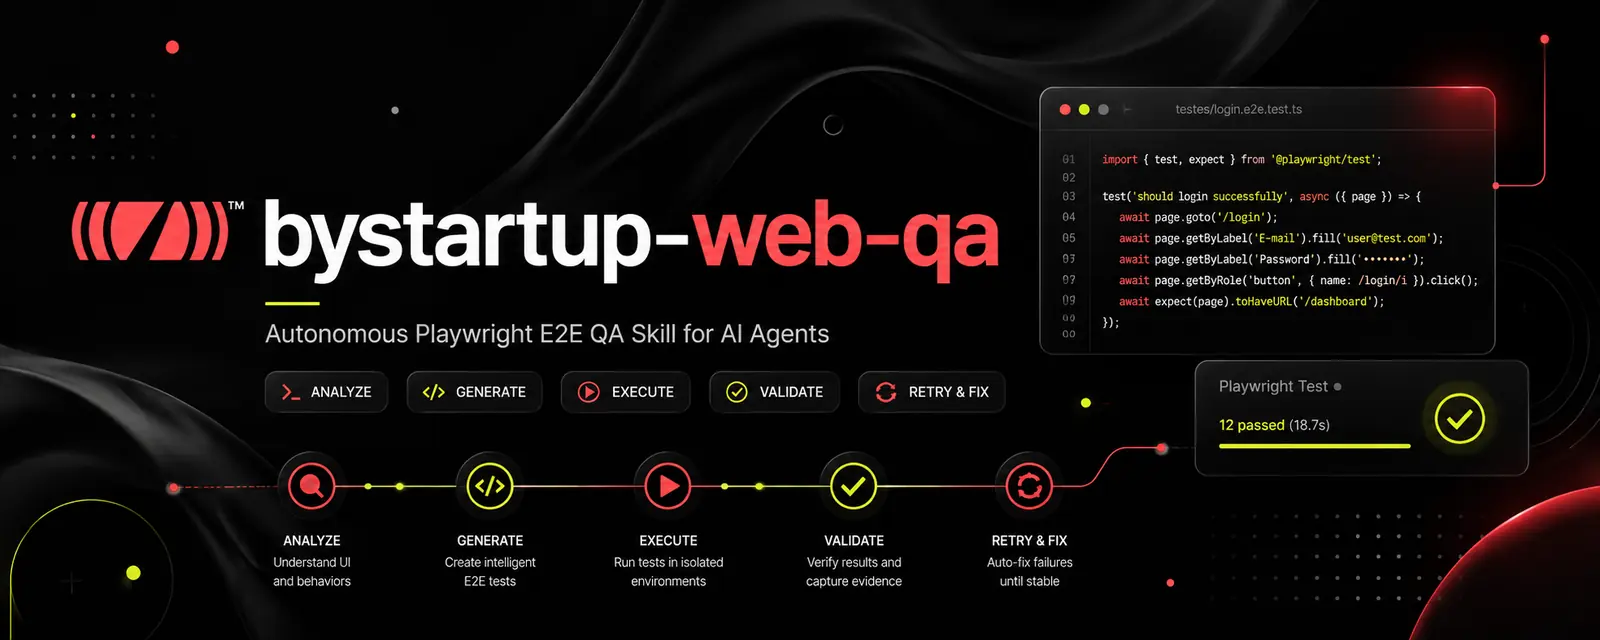 ™
bystartup-web-qa
Autonomous Playwright E2E QA Skill for AI Agents
ANALYZE
GENERATE
EXECUTE
VALIDATE
RETRY & FIX
ANALYZE
Understand UI
and behaviors
GENERATE
Create intelligent
E2E tests
EXECUTE
Run tests in isolated
environments
VALIDATE
Verify results and
capture evidence
RETRY & FIX
Auto-fix failures
until stable
testes/login.e2e.test.ts
01 import { test, expect } from '@playwright/test';
02
03 test('should login successfully', async ({ page }) => {
04 await page.goto('/login');
05 await page.getByLabel('E-mail').fill('user@test.com');
await page.getByLabel('Password').fill('•••••••');
07 await page.getByRole('button', { name: /login/i }).click();
await expect(page).toHaveURL('/dashboard');
});
Playwright Test
12 passed (18.7s)